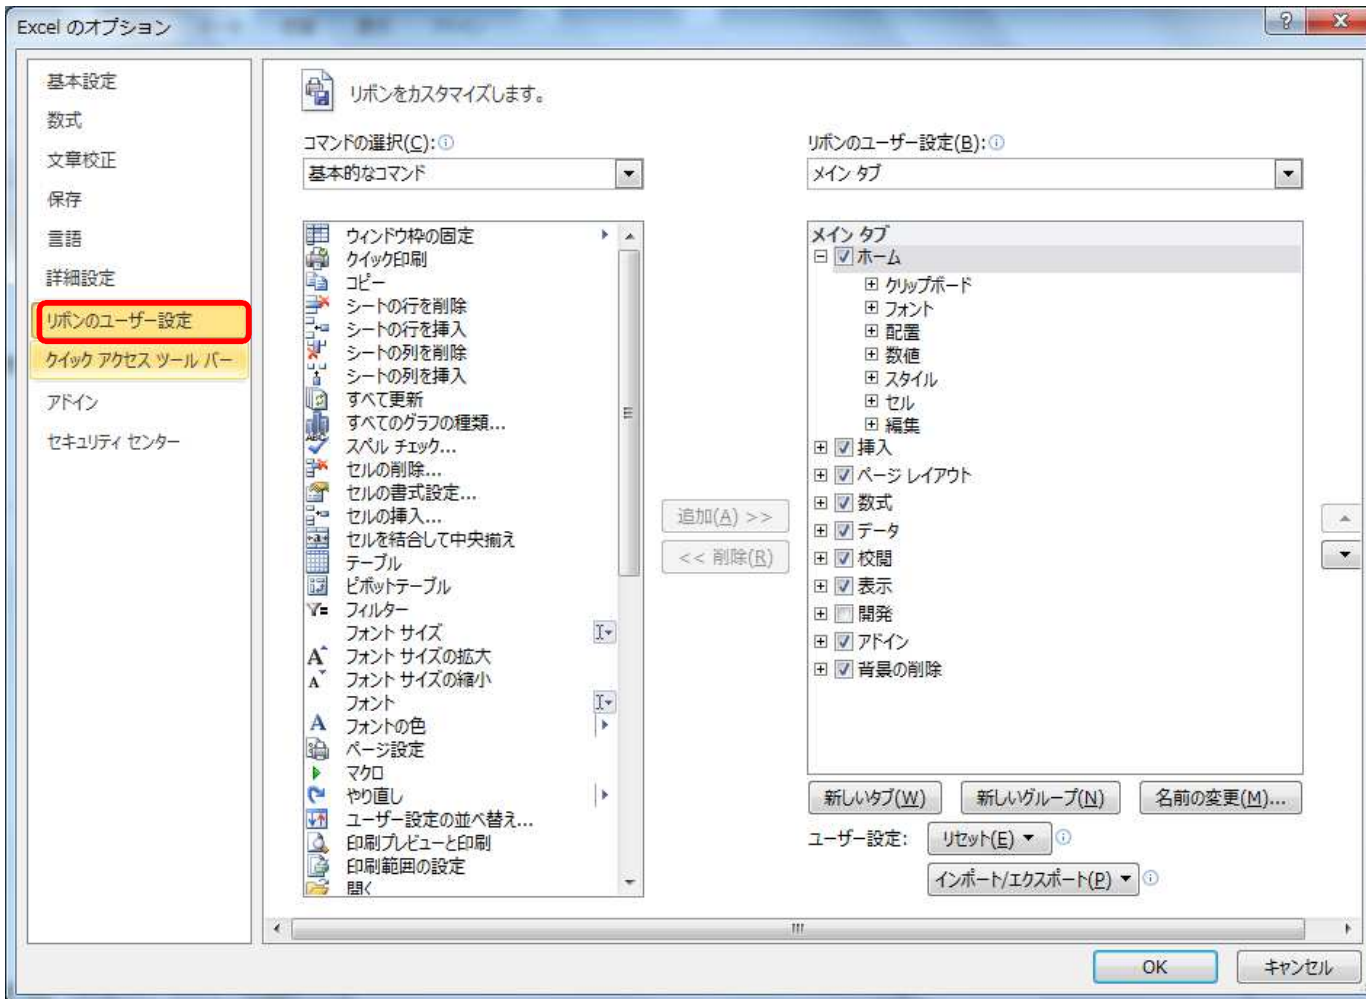 Excel のオプション
基本設定
数式
文章校正
保存
言語
詳細設定
リボンのユーザー設定
クイック アクセス ツール バー
アドイン
セキュリティ センター
リボンをカスタマイズします。
コマンドの選択(C):
基本的なコマンド
ウィンドウ枠の固定
クイック印刷
コピー
シートの行を削除
シートの行を挿入
シートの列を削除
シートの列を挿入
すべて更新
すべてのグラフの種類...
スペル チェック...
セルの削除...
セルの書式設定...
セルの挿入...
セルを結合して中央揃え
テーブル
ピボットテーブル
フィルター
フォント サイズ
フォント サイズの拡大
フォント サイズの縮小
フォント
フォントの色
ページ設定
マクロ
やり直し
ユーザー設定の並べ替え...
印刷プレビューと印刷
印刷範囲の設定
開く
追加(A) >>
<< 削除(R)
リボンのユーザー設定(B):
メイン タブ
メイン タブ
ホーム
クリップボード
フォント
配置
数値
スタイル
セル
編集
挿入
ページ レイアウト
数式
データ
校閲
表示
開発
アドイン
背景の削除
新しいタブ(W)
新しいグループ(N)
名前の変更(M)...
ユーザー設定:
リセット(E)
インポート/エクスポート(P)
OK
キャンセル